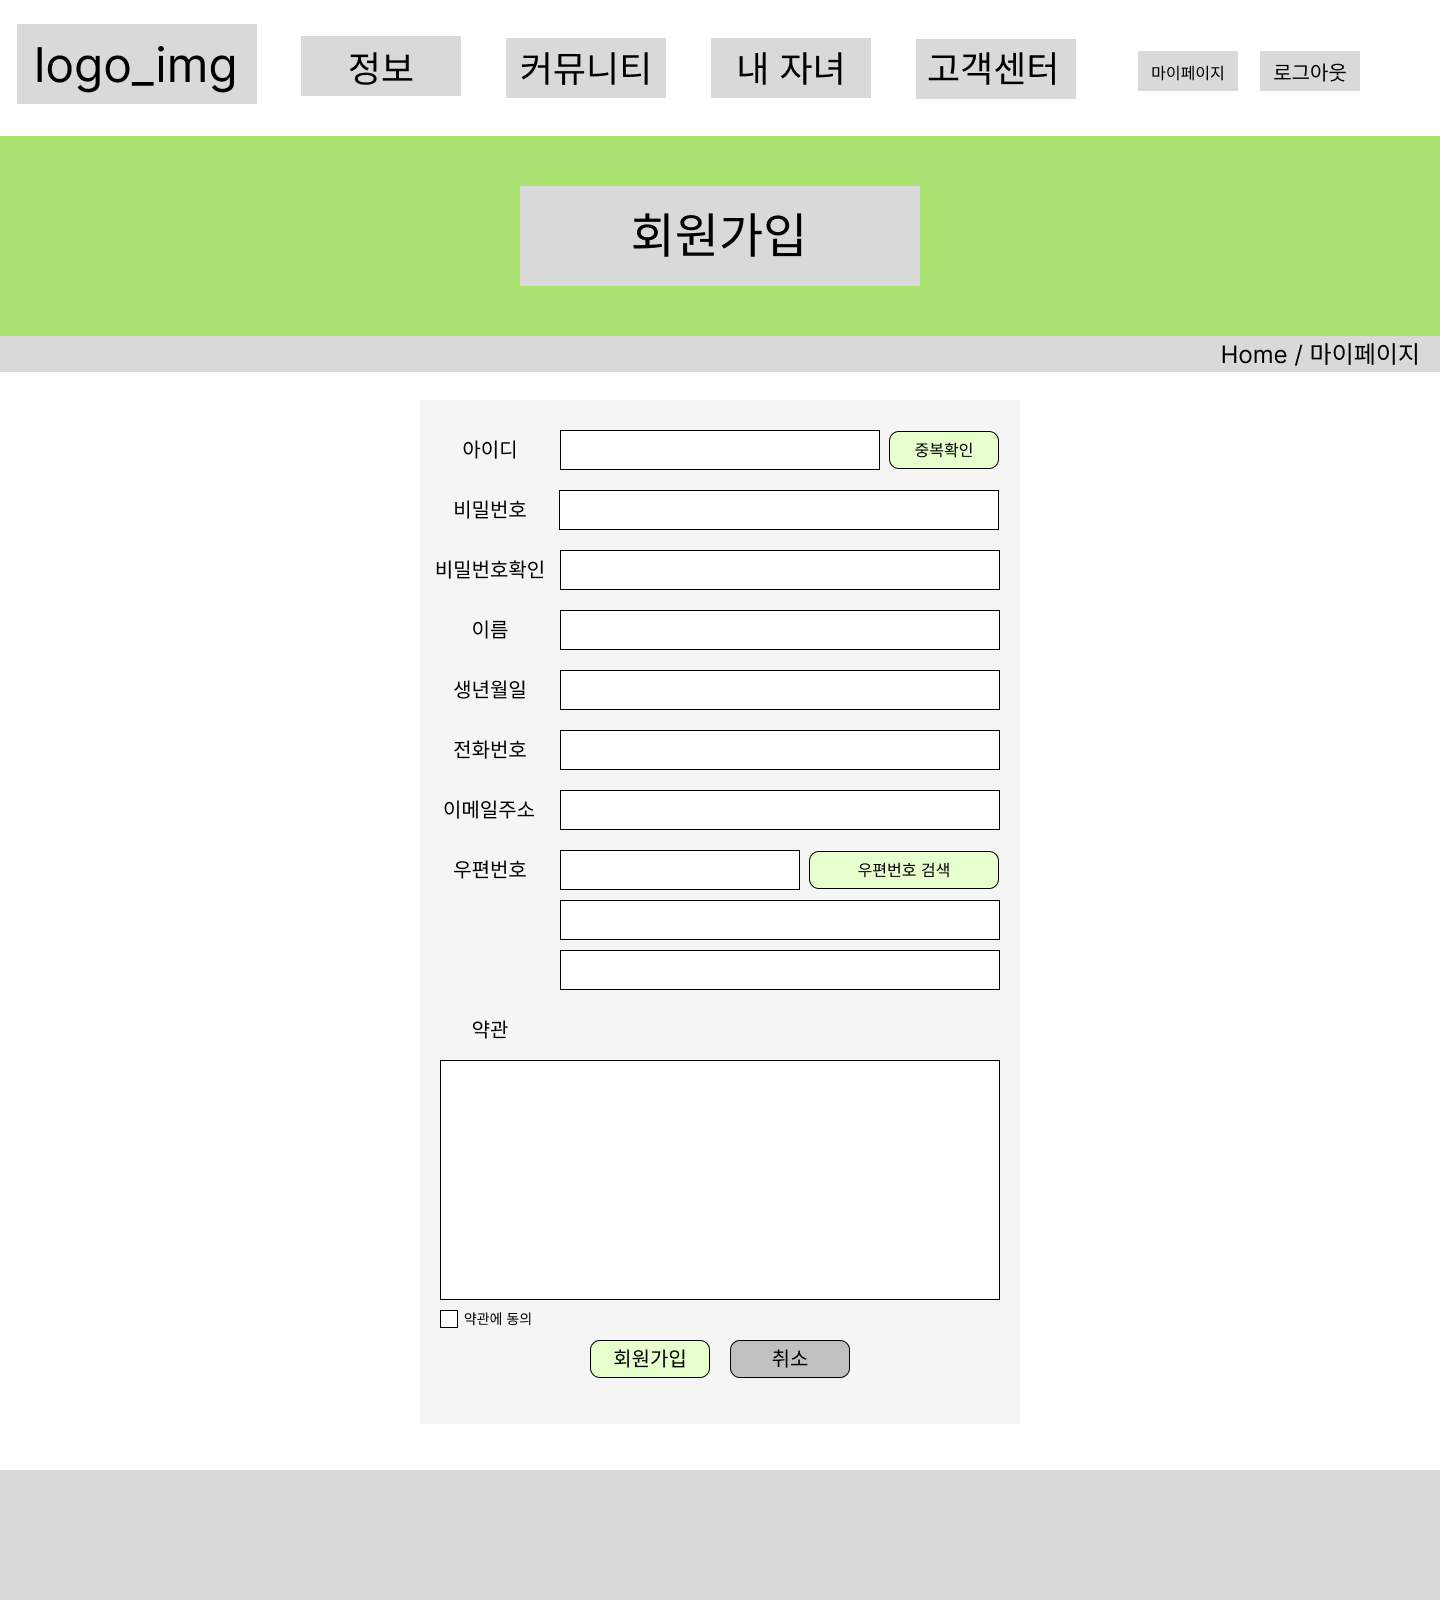 logo_img
정보
커뮤니티
내 자녀
고객센터
마이페이지
로그아웃
회원가입
Home / 마이페이지
아이디
중복확인
비밀번호
비밀번호확인
이름
생년월일
전화번호
이메일주소
우편번호
우편번호 검색
약관
약관에 동의
회원가입
취소